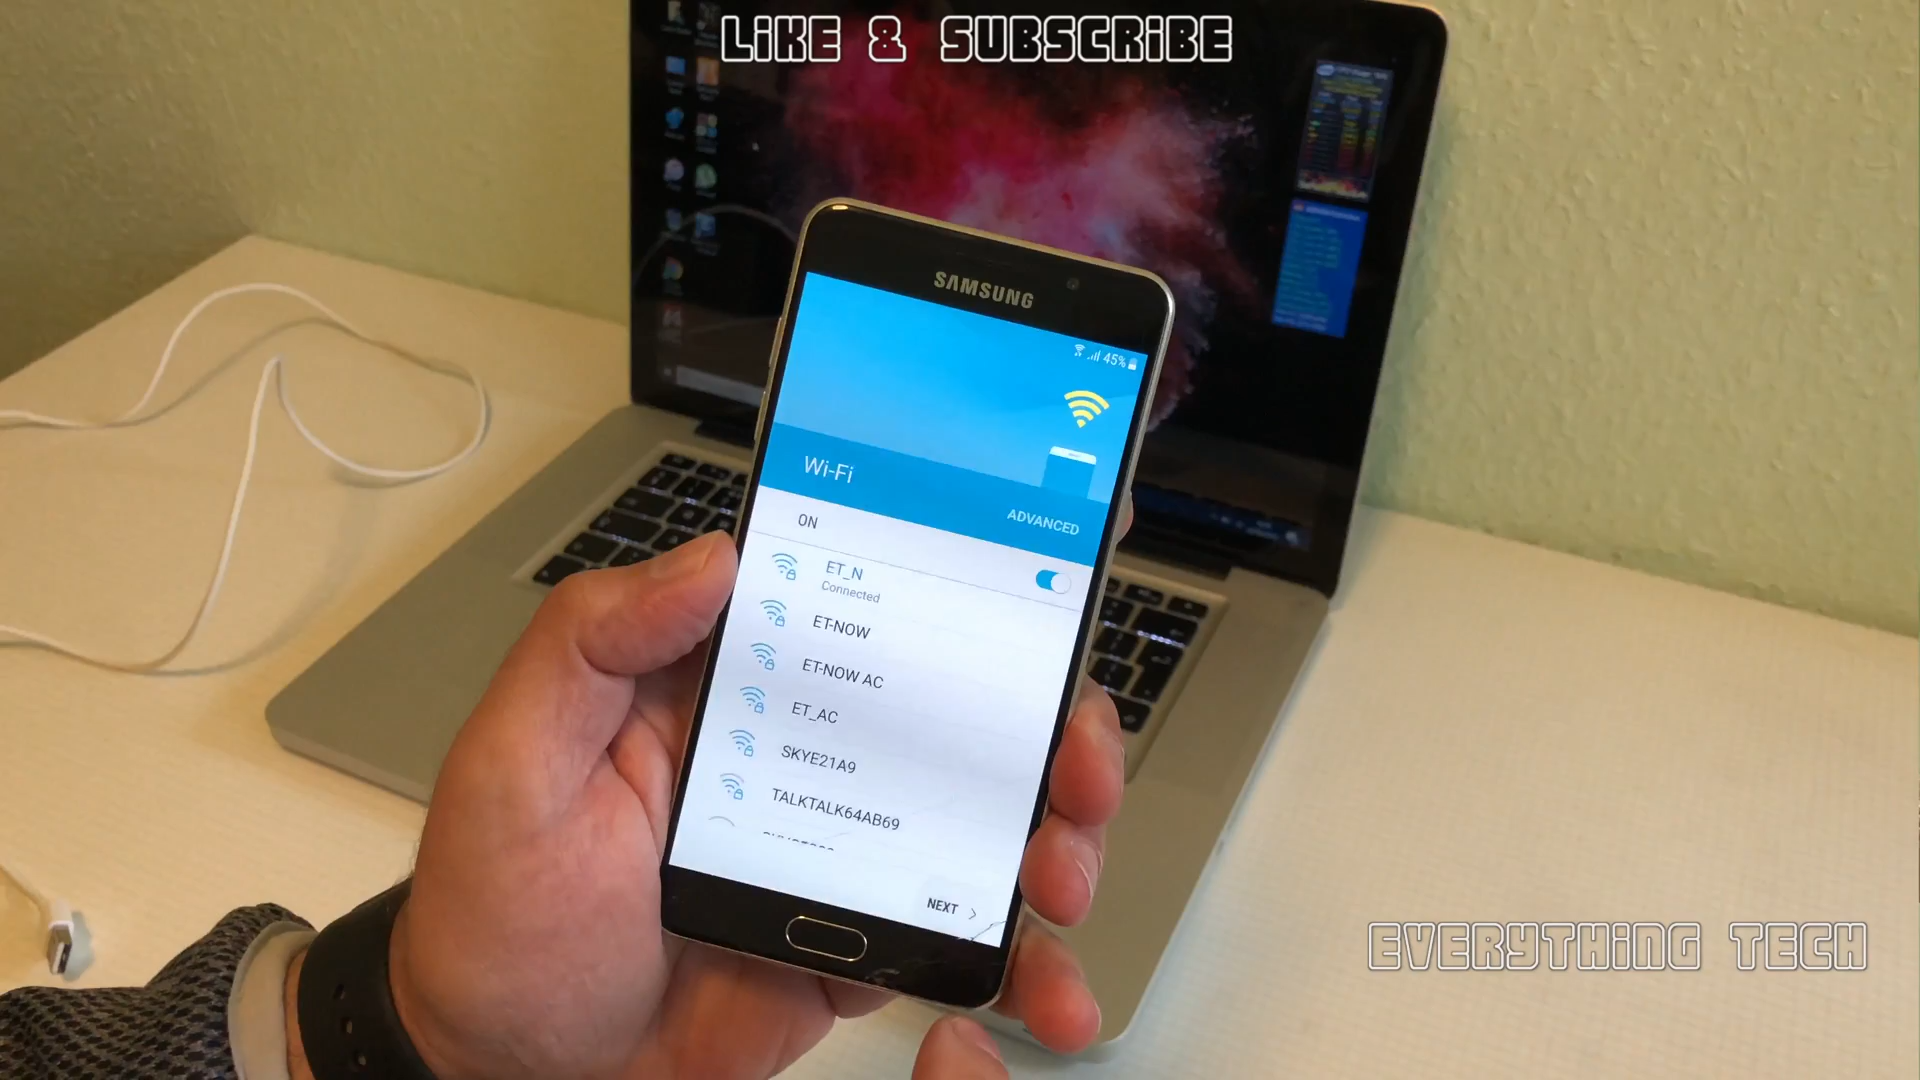 LIKE & SUBSCRIBE
SAMSUNG
45%
Wi-Fi
ADVANCED
ON
ET_N
Connected
ET-NOW
ET-NOW AC
ET_AC
SKYE21A9
TALKTALK64AB69
NEXT
EVERYTHING TECH